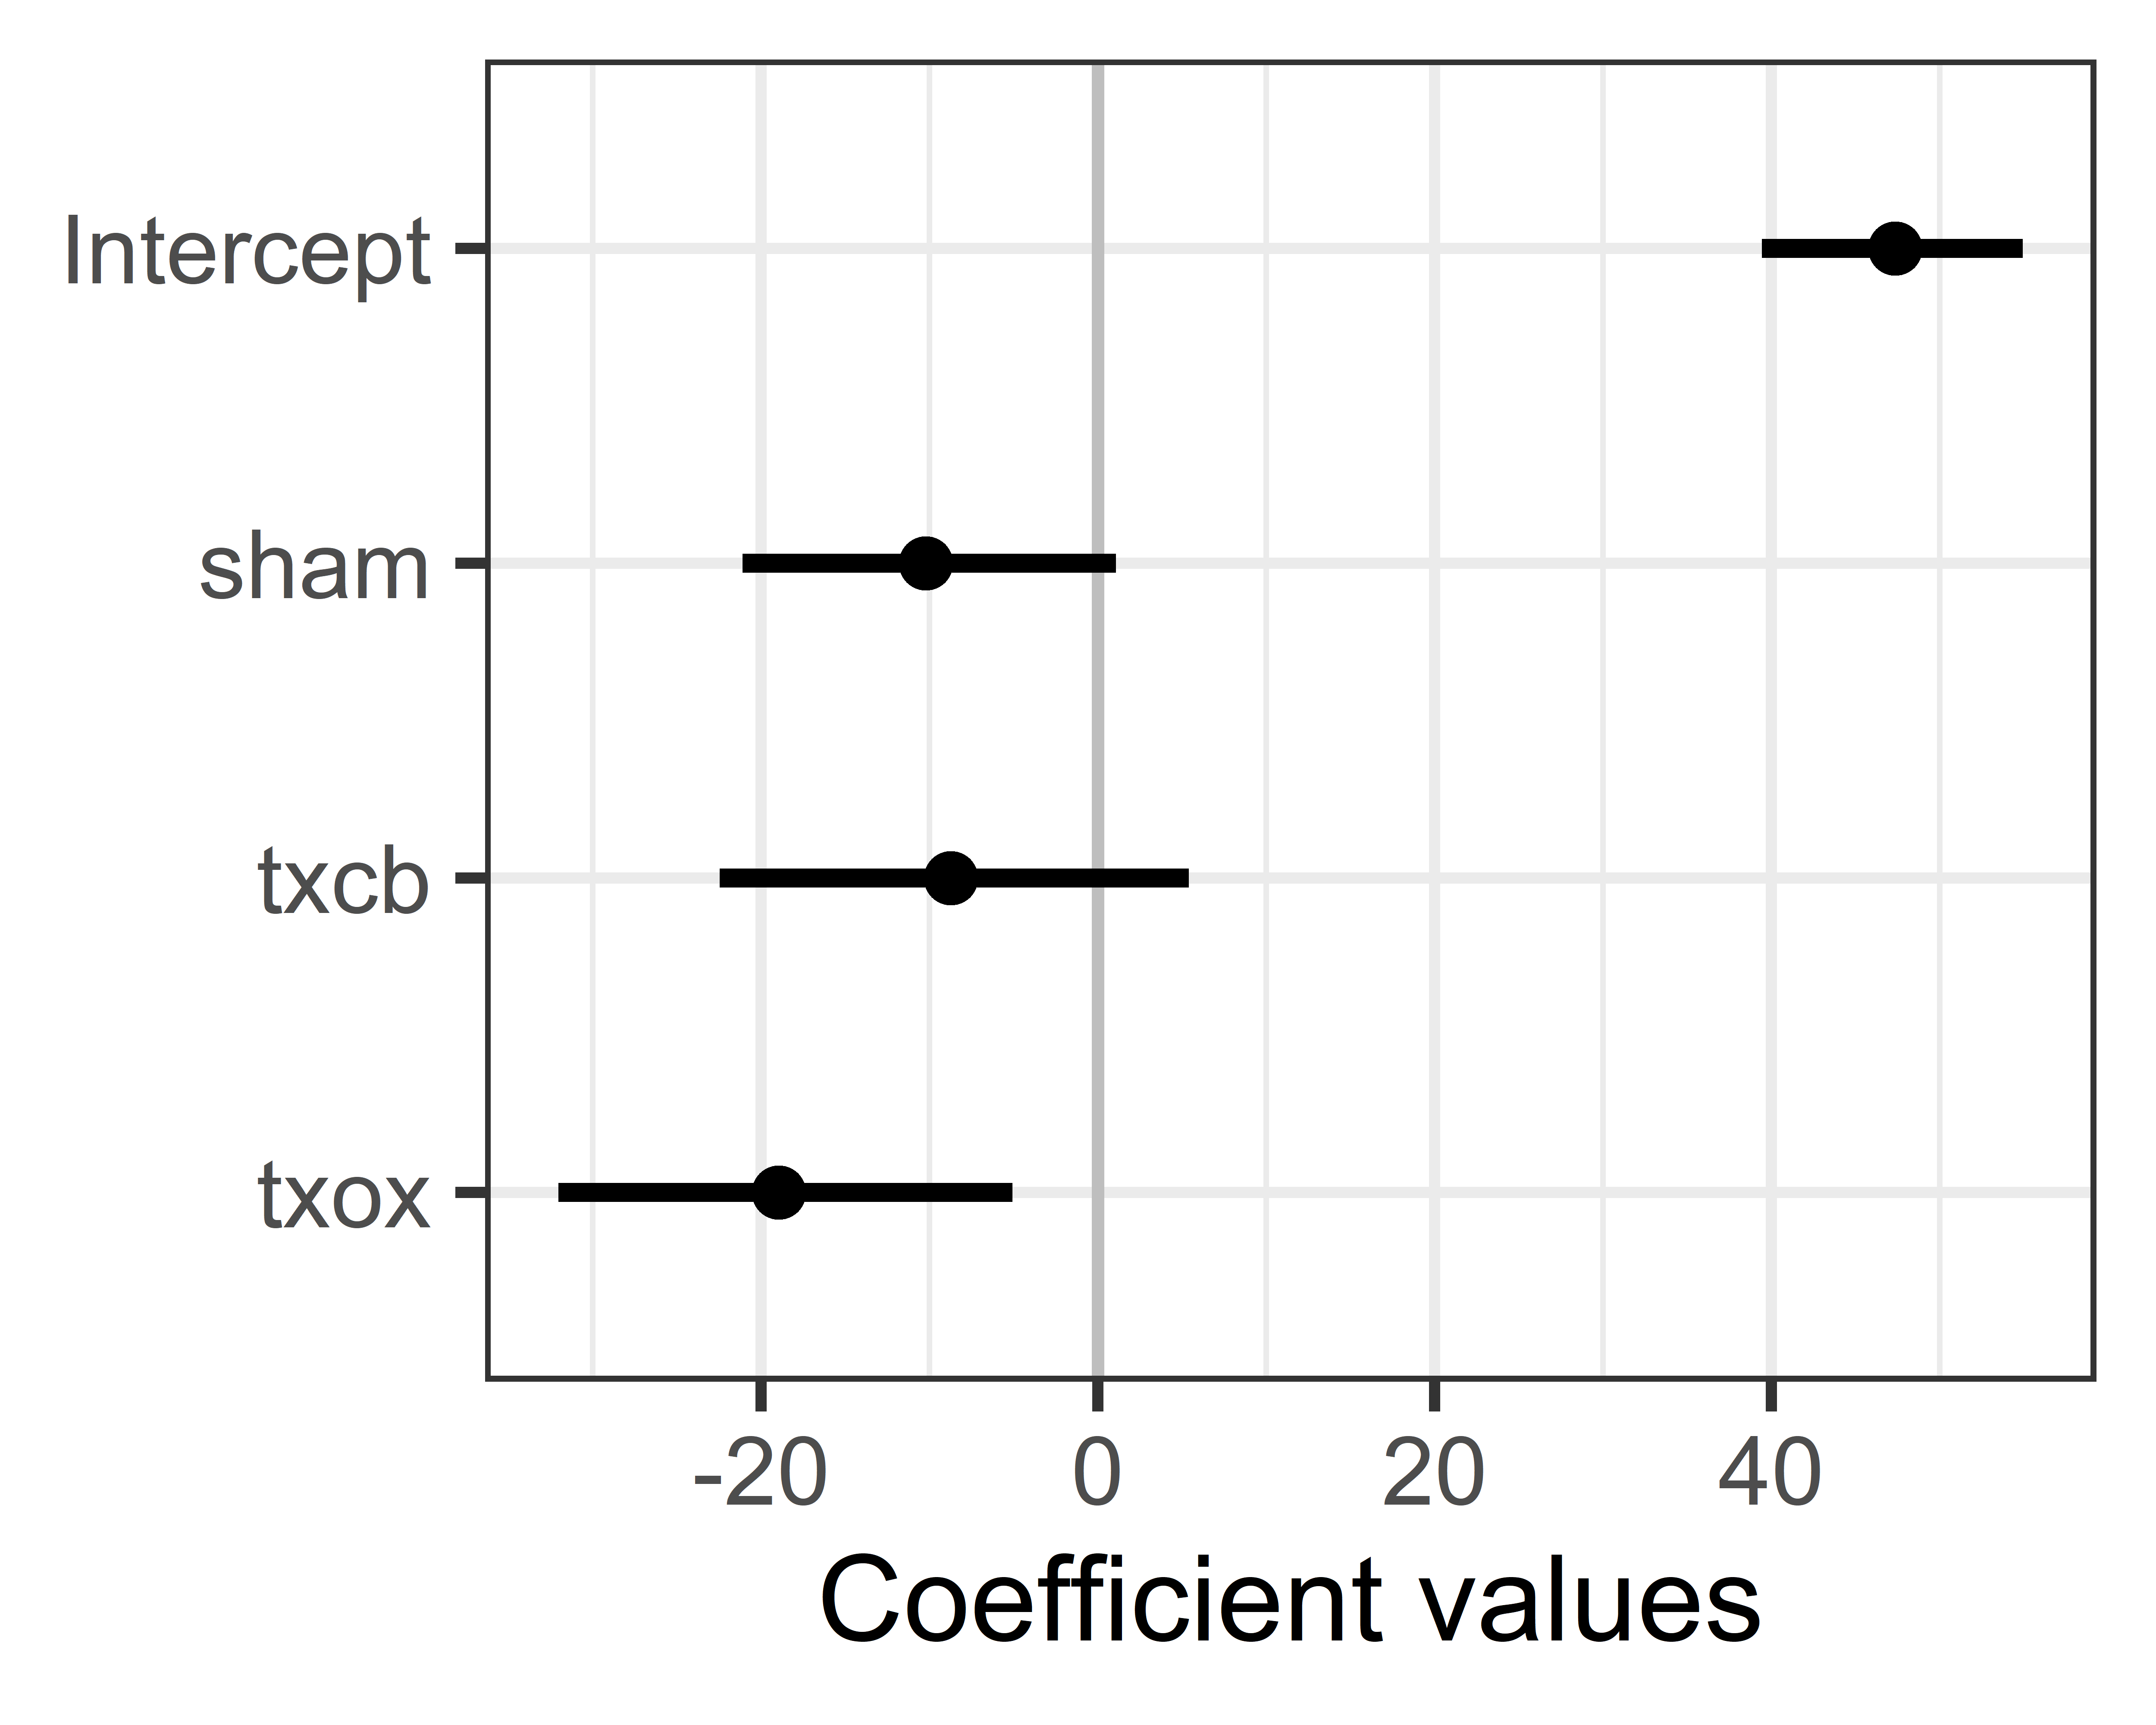 Intercept
sham
txcb
txox
-20 0 20 40
Coefficient values